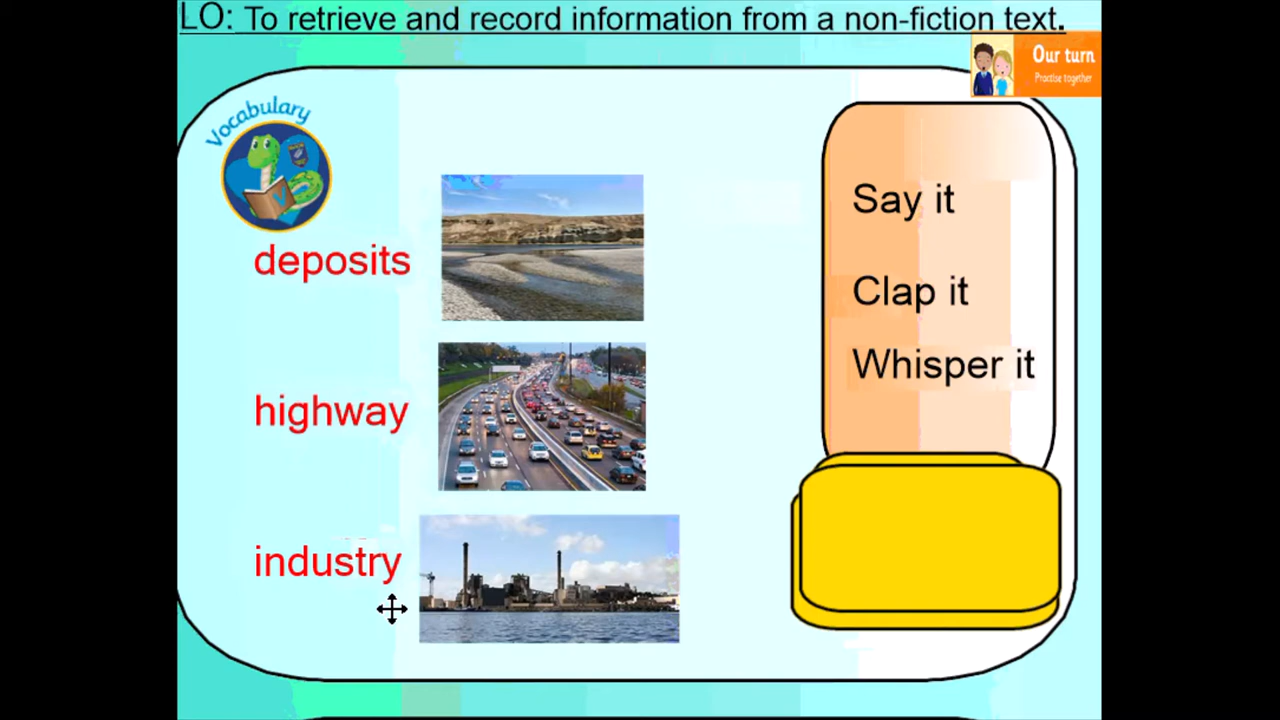 LO: To retrieve and record information from a non-fiction text.
Our turn
Practise together
Vocabulary
deposits
highway
industry
Say it
Clap it
Whisper it